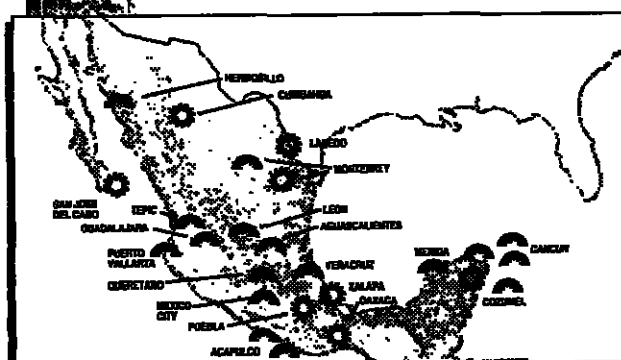 HERMOSILLO
CHIHUAHUA
LAREDO
MONTERREY
SAN JOSE
DEL CABO
TEPIC
LEON
GUADALAJARA
AGUASCALIENTES
PUERTO
VALLARTA
MERIDA
CANCUN
VERACRUZ
QUERETARO
XALAPA
COZUMEL
MEXICO
CITY
OAXACA
PUEBLA
ACAPULCO